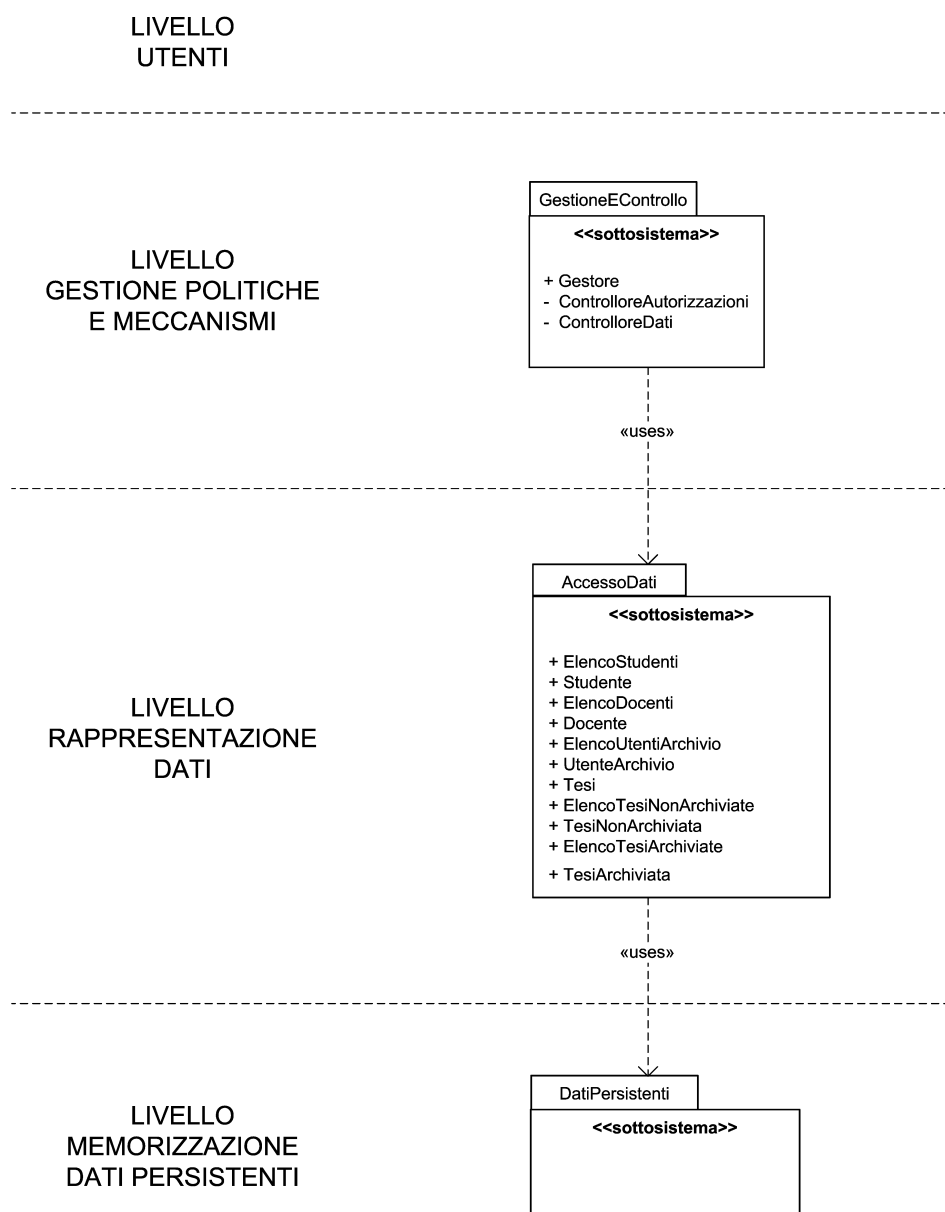 LIVELLO
UTENTI
GestioneEControllo
<<sottosistema>>
+ Gestore
- ControlloreAutorizzazioni
- ControlloreDati
LIVELLO
GESTIONE POLITICHE
E MECCANISMI
«uses»
AccessoDati
<<sottosistema>>
+ ElencoStudenti
+ Studente
+ ElencoDocenti
+ Docente
+ ElencoUtentiArchivio
+ UtenteArchivio
+ Tesi
+ ElencoTesiNonArchiviate
+ TesiNonArchiviata
+ ElencoTesiArchiviate
+ TesiArchiviata
LIVELLO
RAPPRESENTAZIONE
DATI
«uses»
DatiPersistenti
<<sottosistema>>
LIVELLO
MEMORIZZAZIONE
DATI PERSISTENTI